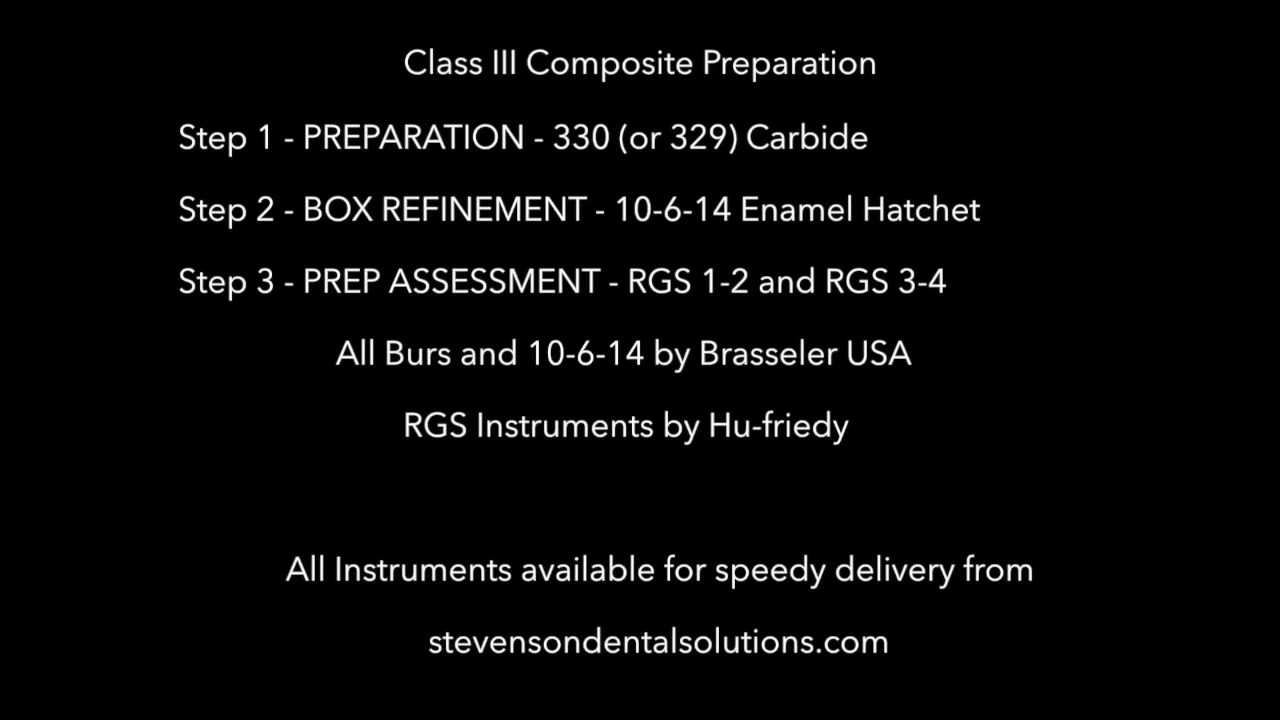 Class III Composite Preparation
Step 1 - PREPARATION - 330 (or 329) Carbide
Step 2 - BOX REFINEMENT - 10-6-14 Enamel Hatchet
Step 3 - PREP ASSESSMENT - RGS 1-2 and RGS 3-4
All Burs and 10-6-14 by Brasseler USA
RGS Instruments by Hu-friedy
All Instruments available for speedy delivery from
stevensondentalsolutions.com